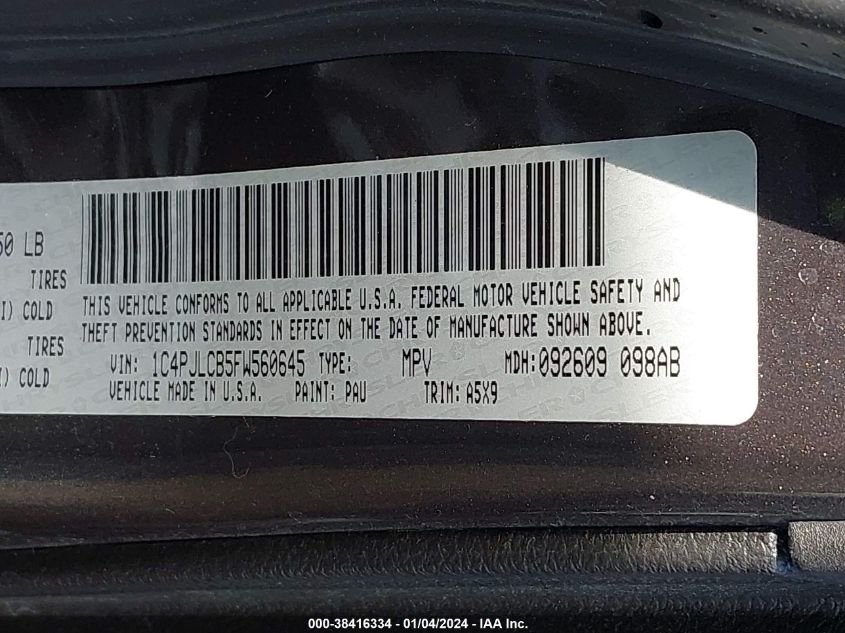 50 LB
TIRES
I) COLD
TIRES
I) COLD
THIS VEHICLE CONFORMS TO ALL APPLICABLE U.S.A. FEDERAL MOTOR VEHICLE SAFETY AND
THEFT PREVENTION STANDARDS IN EFFECT ON THE DATE OF MANUFACTURE SHOWN ABOVE.
VIN: 1C4PJLCB5FW560645 TYPE: MPV MDH:092609 098AB
VEHICLE MADE IN U.S.A. PAINT: PAU TRIM: A5X9
CHRYSLER
000-38416334 - 01/04/2024 - IAA Inc.